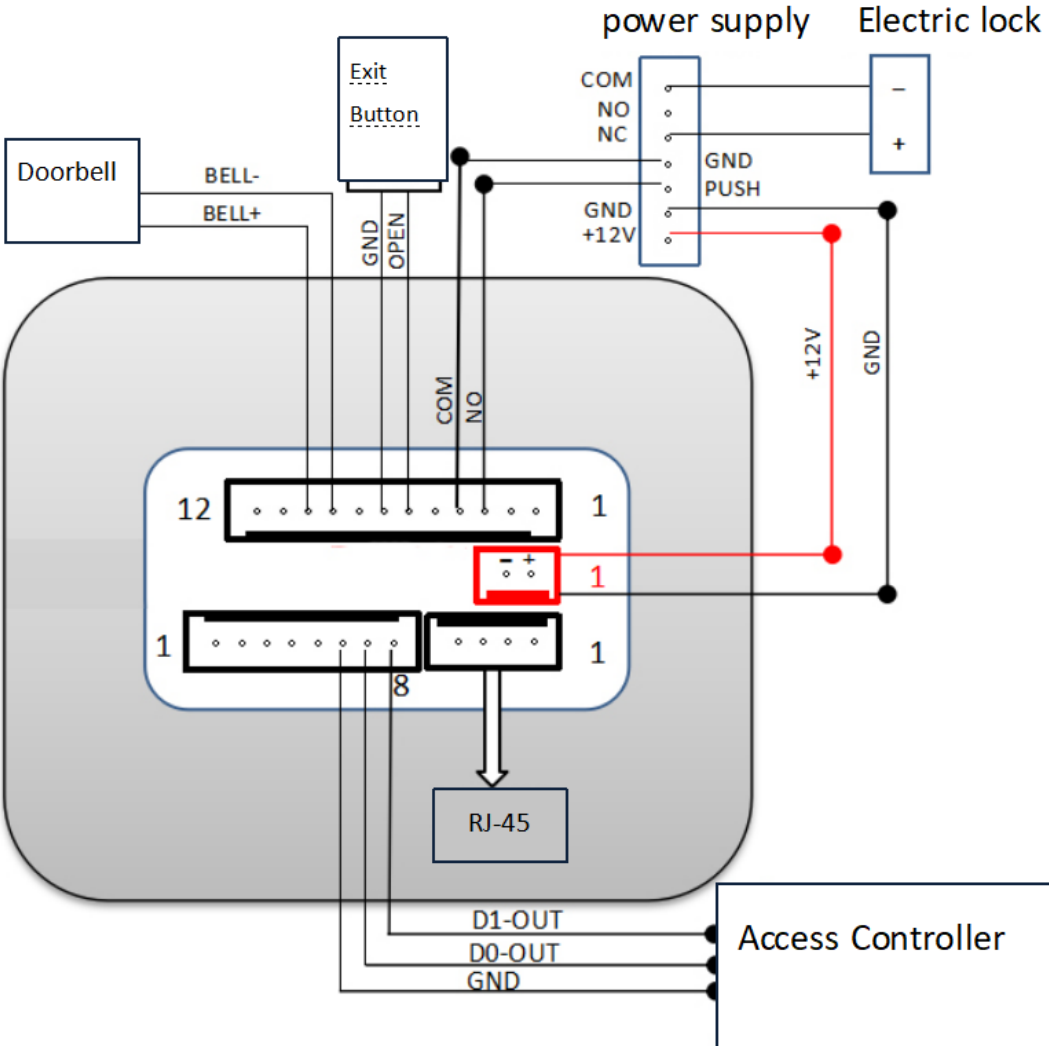 power supply
Electric lock
Exit
Button
COM
NO
NC
GND
PUSH
GND
+12V
−
+
Doorbell
BELL-
BELL+
GND
OPEN
COM
NO
+12V
GND
12
1
− +
1
1
8
1
RJ-45
D1-OUT
D0-OUT
GND
Access Controller